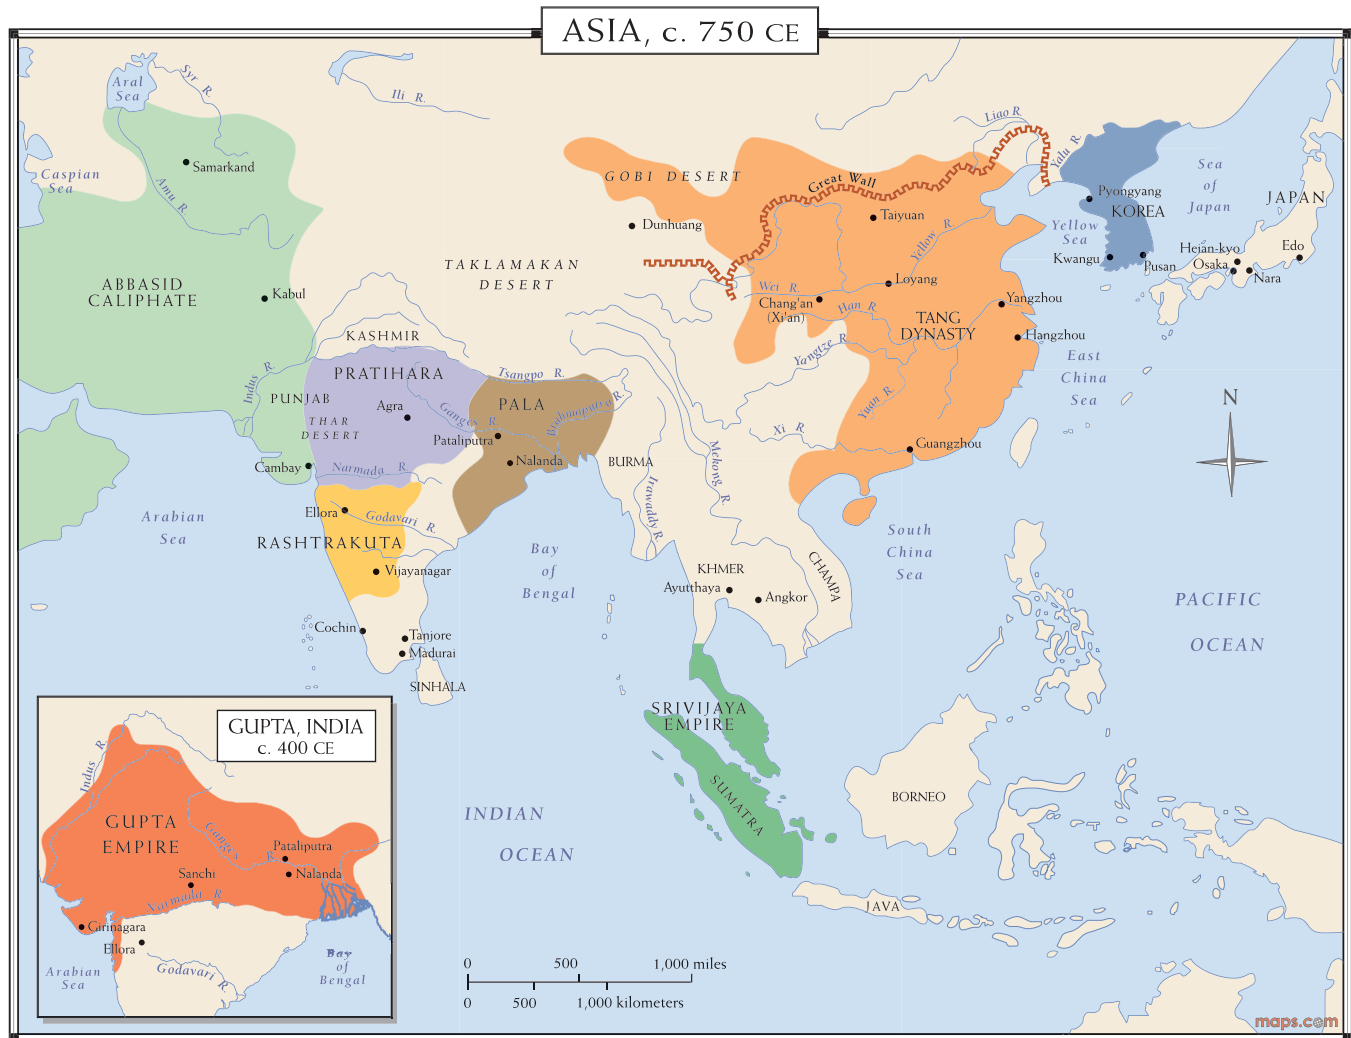 ASIA, c. 750 CE
Aral
Sea
Syr R.
Ili R.
Liao R.
Yalu R.
Caspian
Sea
Samarkand
Amu R.
GOBI DESERT
Great Wall
Sea
of
Japan
JAPAN
Pyongyang
KOREA
Dunhuang
Taiyuan
Yellow R.
Yellow
Sea
Kwangu
Pusan
Heian-kyo
Osaka
Nara
Edo
TAKLAMAKAN
DESERT
ABBASID
CALIPHATE
Kabul
Wei R.
Chang'an
(Xi'an)
Loyang
Han R.
TANG
DYNASTY
Yangzhou
Hangzhou
KASHMIR
Yangtze R.
East
China
Sea
PRATIHARA
Tsangpo R.
Indus R.
PUNJAB
THAR
DESERT
Agra
Ganges R.
PALA
Brahmaputra R.
Pataliputra
Nalanda
Yuan R.
Xi R.
Guangzhou
N
Cambay
Narmada R.
BURMA
Mekong R.
Irawaddy R.
Arabian
Sea
Ellora
Godavari R.
RASHTRAKUTA
Vijayanagar
Bay
of
Bengal
South
China
Sea
KHMER
Ayutthaya
Angkor
CHAMPA
PACIFIC
OCEAN
Cochin
Tanjore
Madurai
SINHALA
SRIVIJAYA
EMPIRE
SUMATRA
BORNEO
INDIAN
OCEAN
JAVA
GUPTA, INDIA
c. 400 CE
Indus R.
GUPTA
EMPIRE
Ganges R.
Pataliputra
Nalanda
Sanchi
Narmada R
Girinagara
Ellora
Arabian
Sea
Godavari R.
Bay
of
Bengal
0 500 1,000 miles
0 500 1,000 kilometers
maps.com